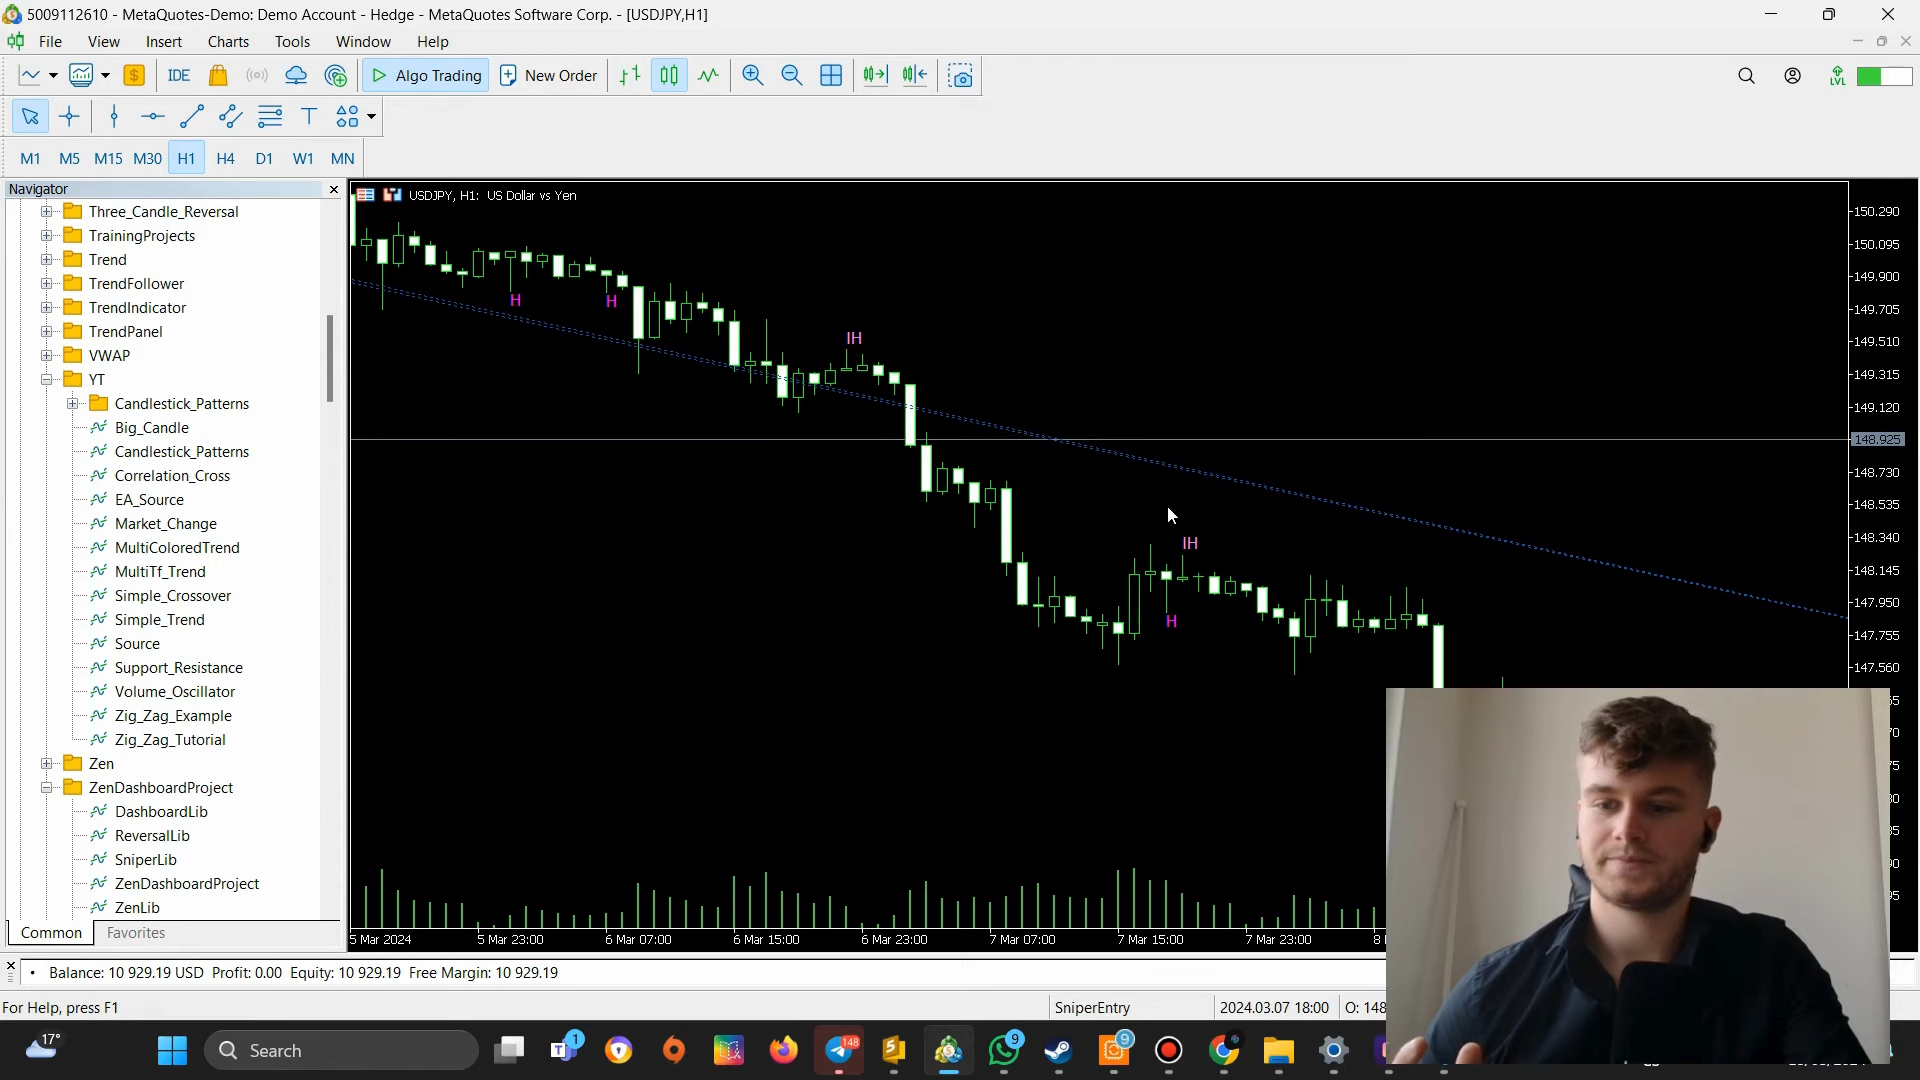 5009112610 - MetaQuotes-Demo: Demo Account - Hedge - MetaQuotes Software Corp. - [USDJPY,H1]
File View Insert Charts Tools Window Help
IDE Algo Trading New Order LVL
M1 M5 M15 M30 H1 H4 D1 W1 MN
Navigator
Three_Candle_Reversal
TrainingProjects
Trend
TrendFollower
TrendIndicator
TrendPanel
VWAP
YT
Candlestick_Patterns
Big_Candle
Candlestick_Patterns
Correlation_Cross
EA_Source
Market_Change
MultiColoredTrend
MultiTf_Trend
Simple_Crossover
Simple_Trend
Source
Support_Resistance
Volume_Oscillator
Zig_Zag_Example
Zig_Zag_Tutorial
Zen
ZenDashboardProject
DashboardLib
ReversalLib
SniperLib
ZenDashboardProject
ZenLib
Common Favorites
USDJPY, H1: US Dollar vs Yen
H
H
IH
IH
H
150.290
150.095
149.900
149.705
149.510
149.315
149.120
148.925
148.730
148.535
148.340
148.145
147.950
147.755
147.560
5 Mar 2024 5 Mar 23:00 6 Mar 07:00 6 Mar 15:00 6 Mar 23:00 7 Mar 07:00 7 Mar 15:00 7 Mar 23:00
Balance: 10 929.19 USD Profit: 0.00 Equity: 10 929.19 Free Margin: 10 929.19
For Help, press F1
SniperEntry
2024.03.07 18:00
O: 148
17°
Search
1
148
9
9